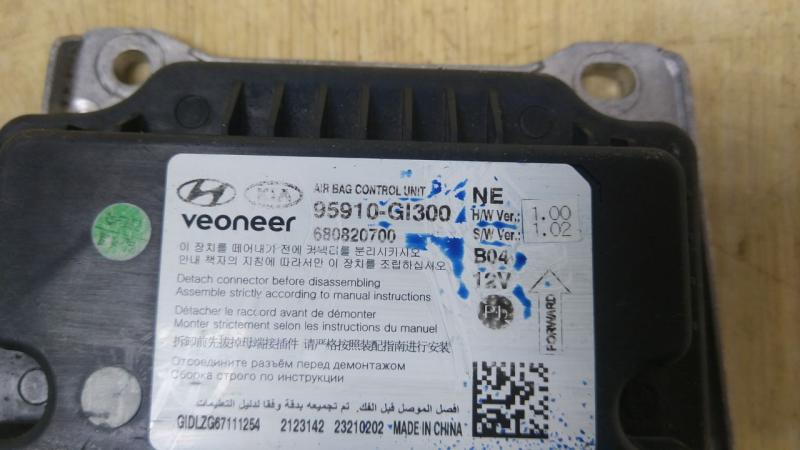 KIA
AIR BAG CONTROL UNIT
NE
veoneer
95910-GI300
H/W Ver.: 1.00
680820700
S/W Ver.: 1.02
이 장치를 떼어내기 전에 커넥터를 분리시키시오
B04
안내 책자의 지침에 따라서만 이 장치를 조립하십시오
12V
Detach connector before disassembling
Assemble strictly according to manual instructions
FORWARD
Détacher le raccord avant de démonter
Monter strictement selon les instructions du manuel
拆卸前先拔掉母端接插件 请严格按照装配指南进行安装
Отсоедините разъём перед демонтажом
Сборка строго по инструкции
افصل الموصل قبل الفك. تم تجميعه بدقة وفقا لدليل التعليمات
GIDLZG67111254 2123142 23210202 MADE IN CHINA